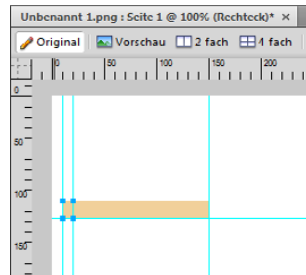 Unbenannt 1.png : Seite 1 @ 100% (Rechteck)* ×
Original Vorschau 2 fach 4 fach
0 50 100 150 200
0
50
100
150